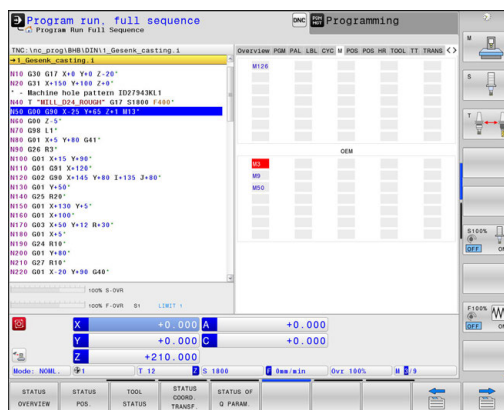 Program run, full sequence
Program Run Full Sequence
DNC
Programming
TNC:\nc_prog\BHB\DIN\1_Gesenk_casting.i
→1_Gesenk_casting.i
N10 G30 G17 X+0 Y+0 Z-20*
N20 G31 X+150 Y+100 Z+0*
* - Machine hole pattern ID27943KL1
N40 T "MILL_D24_ROUGH" G17 S1800 F400*
N50 G00 G90 X-25 Y+65 Z+1 M13*
N60 G00 Z-5*
N70 G98 L1*
N80 G01 X+5 Y+80 G41*
N90 G26 R3*
N100 G01 X+15 Y+90*
N110 G01 G91 X+120*
N120 G02 G90 X+145 Y+80 I+135 J+80*
N130 G01 Y+50*
N140 G25 R20*
N150 G01 X+130 Y+5*
N160 G01 X+100*
N170 G03 X+50 Y+12 R+30*
N180 G01 X+5*
N190 G24 R10*
N200 G01 Y+80*
N210 G27 R10*
N220 G01 X-20 Y+90 G40*
Overview PGM PAL LBL CYC M POS POS HR TOOL TT TRANS
M126
OEM
M3
M9
M50
100% S-OVR
100% F-OVR S1 LIMIT 1
X +0.000 A +0.000
Y +0.000 C +0.000
Z +210.000
Mode: NOML. 1 T 12 Z S 1800 F 0mm/min Ovr 100% M 5/9
M
S
T
S100%
OFF ON
F100%
OFF ON
STATUS OVERVIEW
STATUS POS.
TOOL STATUS
STATUS COORD. TRANSF.
STATUS OF Q PARAM.